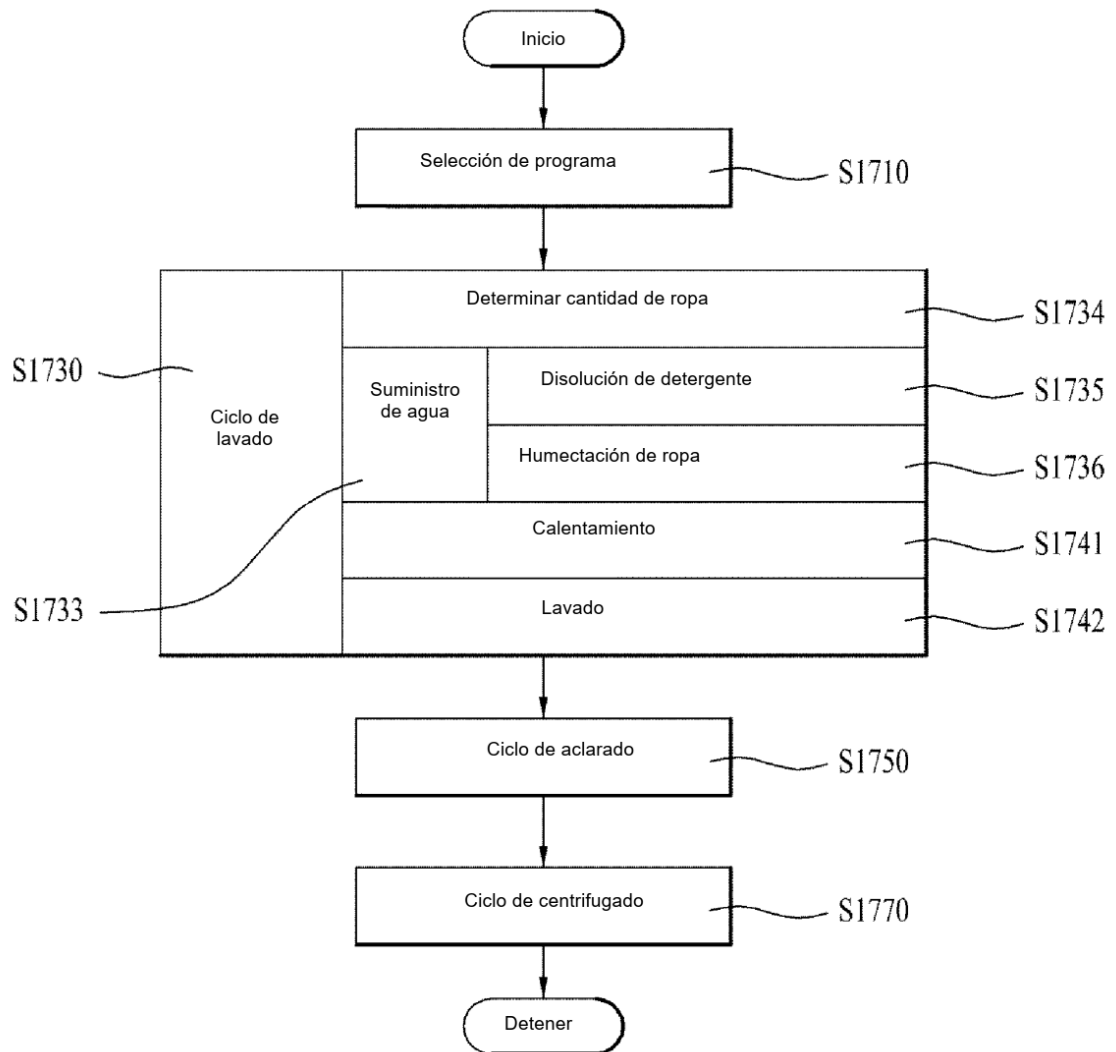 Inicio
Selección de programa
S1710
Determinar cantidad de ropa
S1734
S1730
Ciclo de
lavado
Suministro
de agua
Disolución de detergente
S1735
Humectación de ropa
S1736
Calentamiento
S1741
S1733
Lavado
S1742
Ciclo de aclarado
S1750
Ciclo de centrifugado
S1770
Detener